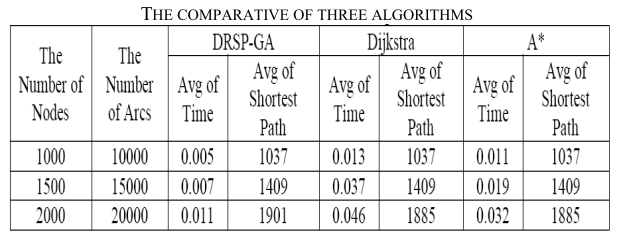 THE COMPARATIVE OF THREE ALGORITHMS
The Number of Nodes The Number of Arcs DRSP-GA Dijkstra A*
Avg of Time Avg of Shortest Path Avg of Time Avg of Shortest Path Avg of Time Avg of Shortest Path
1000 10000 0.005 1037 0.013 1037 0.011 1037
1500 15000 0.007 1409 0.037 1409 0.019 1409
2000 20000 0.011 1901 0.046 1885 0.032 1885